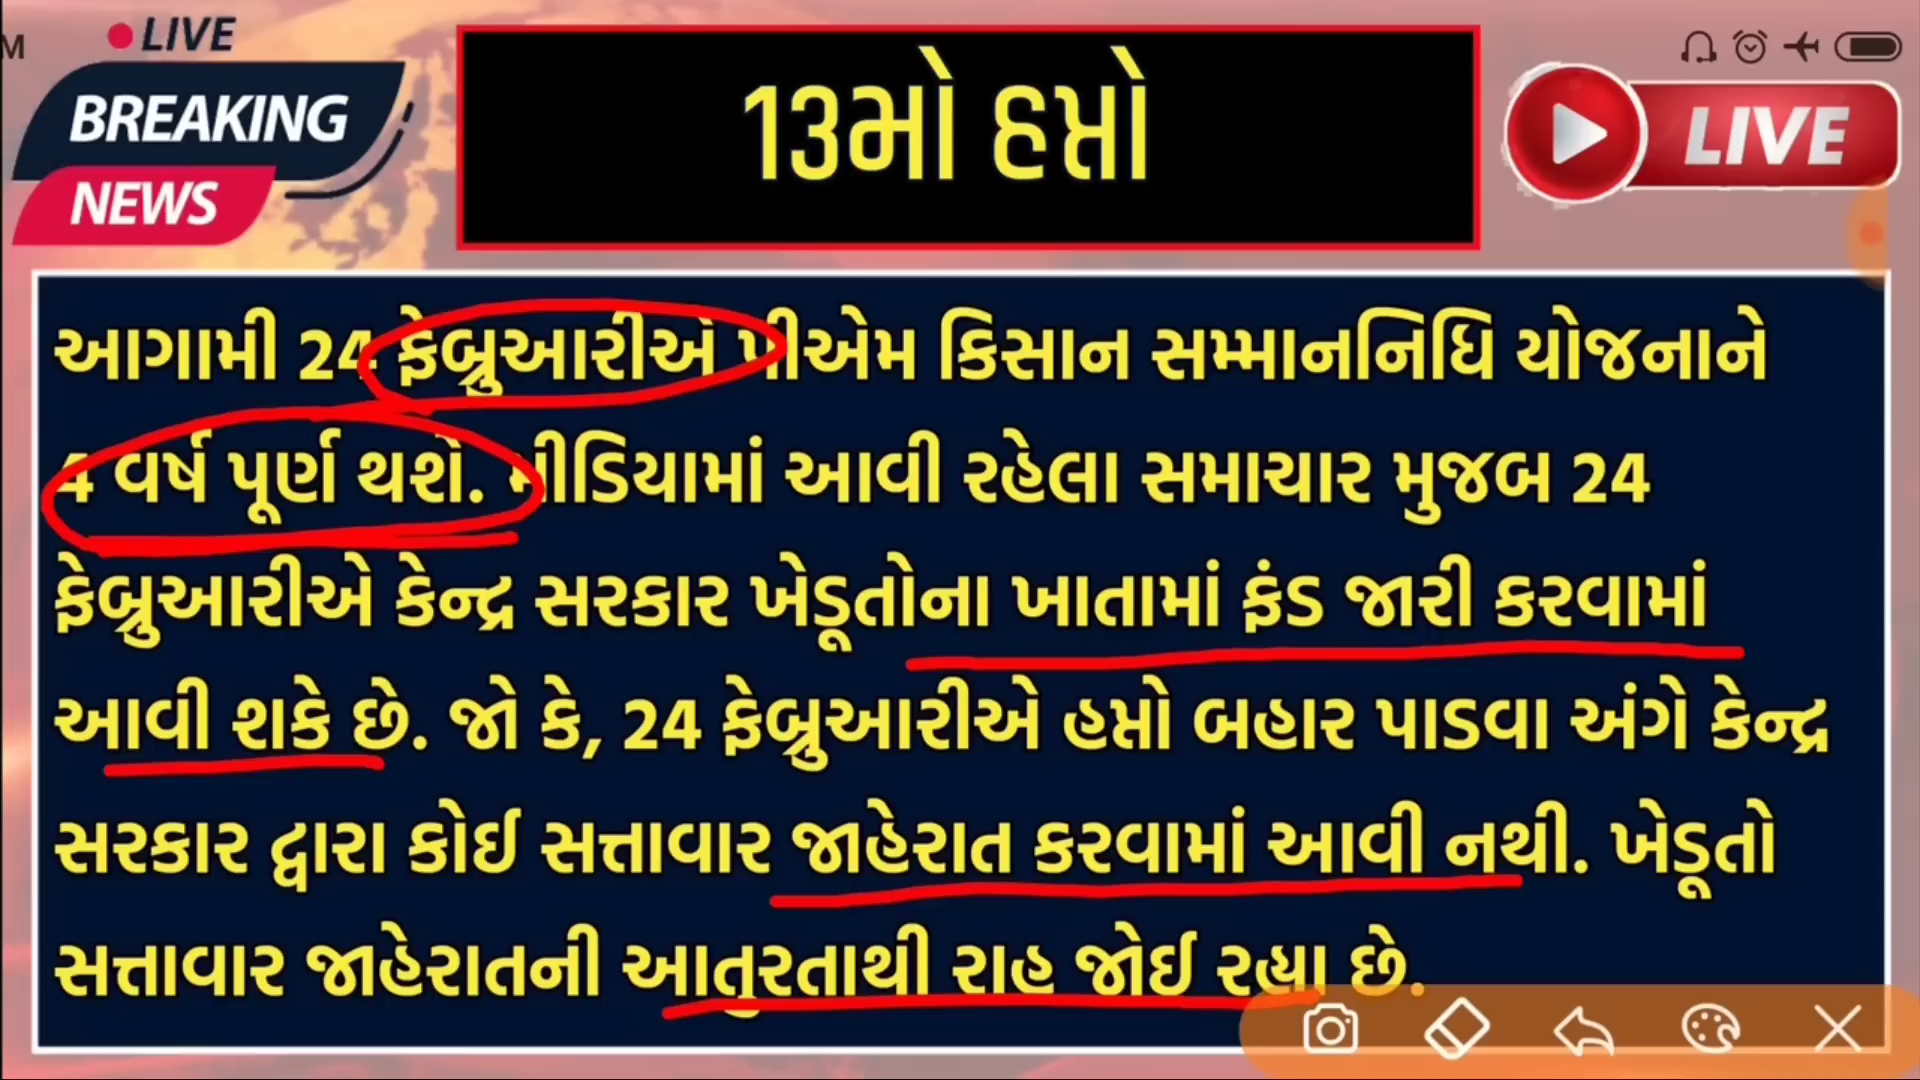 M
LIVE
BREAKING
NEWS
13મો હપ્તો
LIVE
આગામી 24 ફેબ્રુઆરીએ પીએમ કિસાન સમ્માનનિધિ યોજનાને
4 વર્ષ પૂર્ણ થશે. મીડિયામાં આવી રહેલા સમાચાર મુજબ 24
ફેબ્રુઆરીએ કેન્દ્ર સરકાર ખેડૂતોના ખાતામાં ફંડ જારી કરવામાં
આવી શકે છે. જો કે, 24 ફેબ્રુઆરીએ હપ્તો બહાર પાડવા અંગે કેન્દ્ર
સરકાર દ્વારા કોઈ સત્તાવાર જાહેરાત કરવામાં આવી નથી. ખેડૂતો
સત્તાવાર જાહેરાતની આતુરતાથી રાહ જોઈ રહ્યા છે.